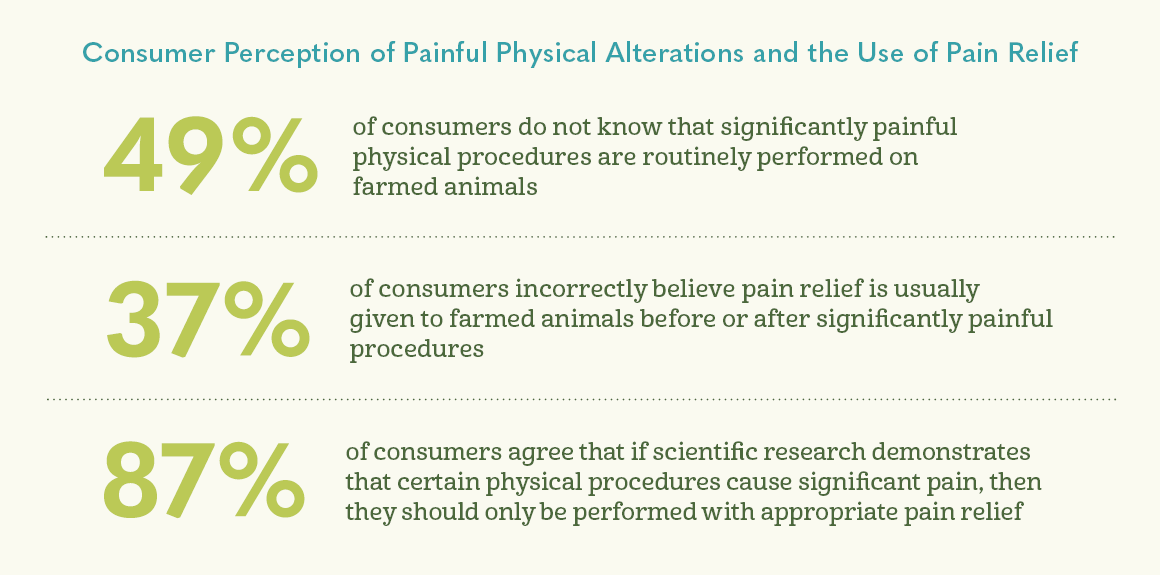 Consumer Perception of Painful Physical Alterations and the Use of Pain Relief
49%
of consumers do not know that significantly painful
physical procedures are routinely performed on
farmed animals
37%
of consumers incorrectly believe pain relief is usually
given to farmed animals before or after significantly painful
procedures
87%
of consumers agree that if scientific research demonstrates
that certain physical procedures cause significant pain, then
they should only be performed with appropriate pain relief